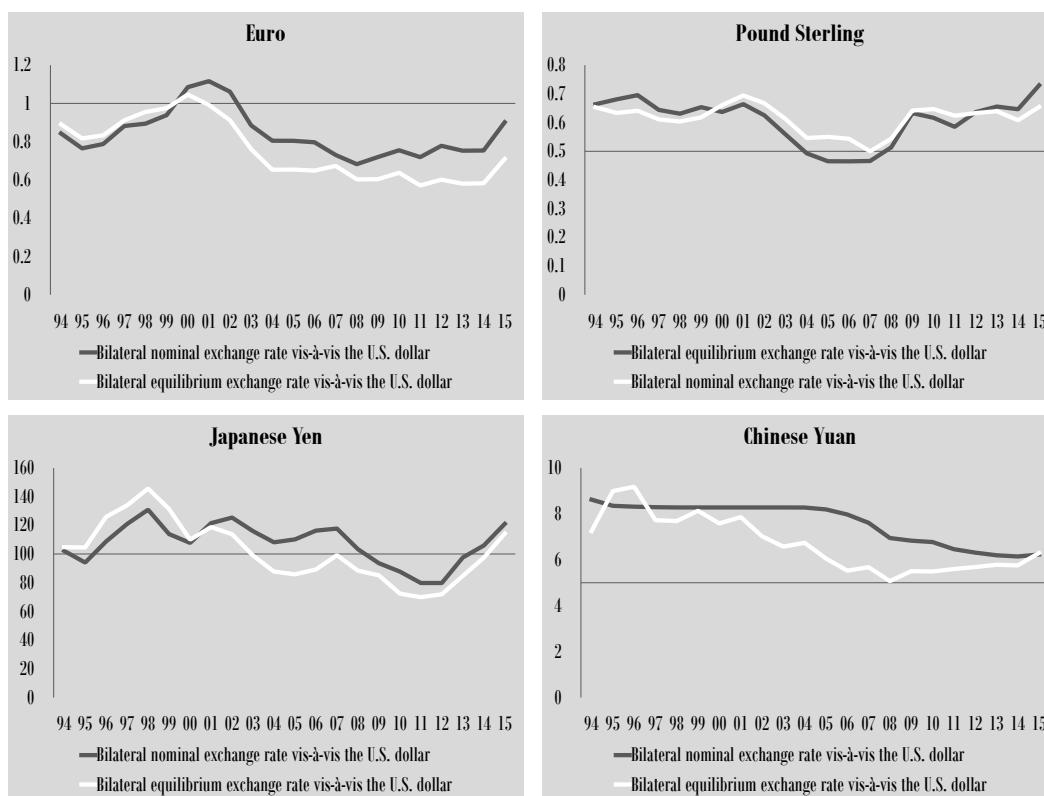 Euro
1.2
1
0.8
0.6
0.4
0.2
0
94 95 96 97 98 99 00 01 02 03 04 05 06 07 08 09 10 11 12 13 14 15
Bilateral nominal exchange rate vis-à-vis the U.S. dollar
Bilateral equilibrium exchange rate vis-à-vis the U.S. dollar
Pound Sterling
0.8
0.7
0.6
0.5
0.4
0.3
0.2
0.1
0
94 95 96 97 98 99 00 01 02 03 04 05 06 07 08 09 10 11 12 13 14 15
Bilateral equilibrium exchange rate vis-à-vis the U.S. dollar
Bilateral nominal exchange rate vis-à-vis the U.S. dollar
Japanese Yen
160
140
120
100
80
60
40
20
0
94 95 96 97 98 99 00 01 02 03 04 05 06 07 08 09 10 11 12 13 14 15
Bilateral nominal exchange rate vis-à-vis the U.S. dollar
Bilateral equilibrium exchange rate vis-à-vis the U.S. dollar
Chinese Yuan
10
8
6
4
2
0
94 95 96 97 98 99 00 01 02 03 04 05 06 07 08 09 10 11 12 13 14 15
Bilateral nominal exchange rate vis-à-vis the U.S. dollar
Bilateral equilibrium exchange rate vis-à-vis the U.S. dollar